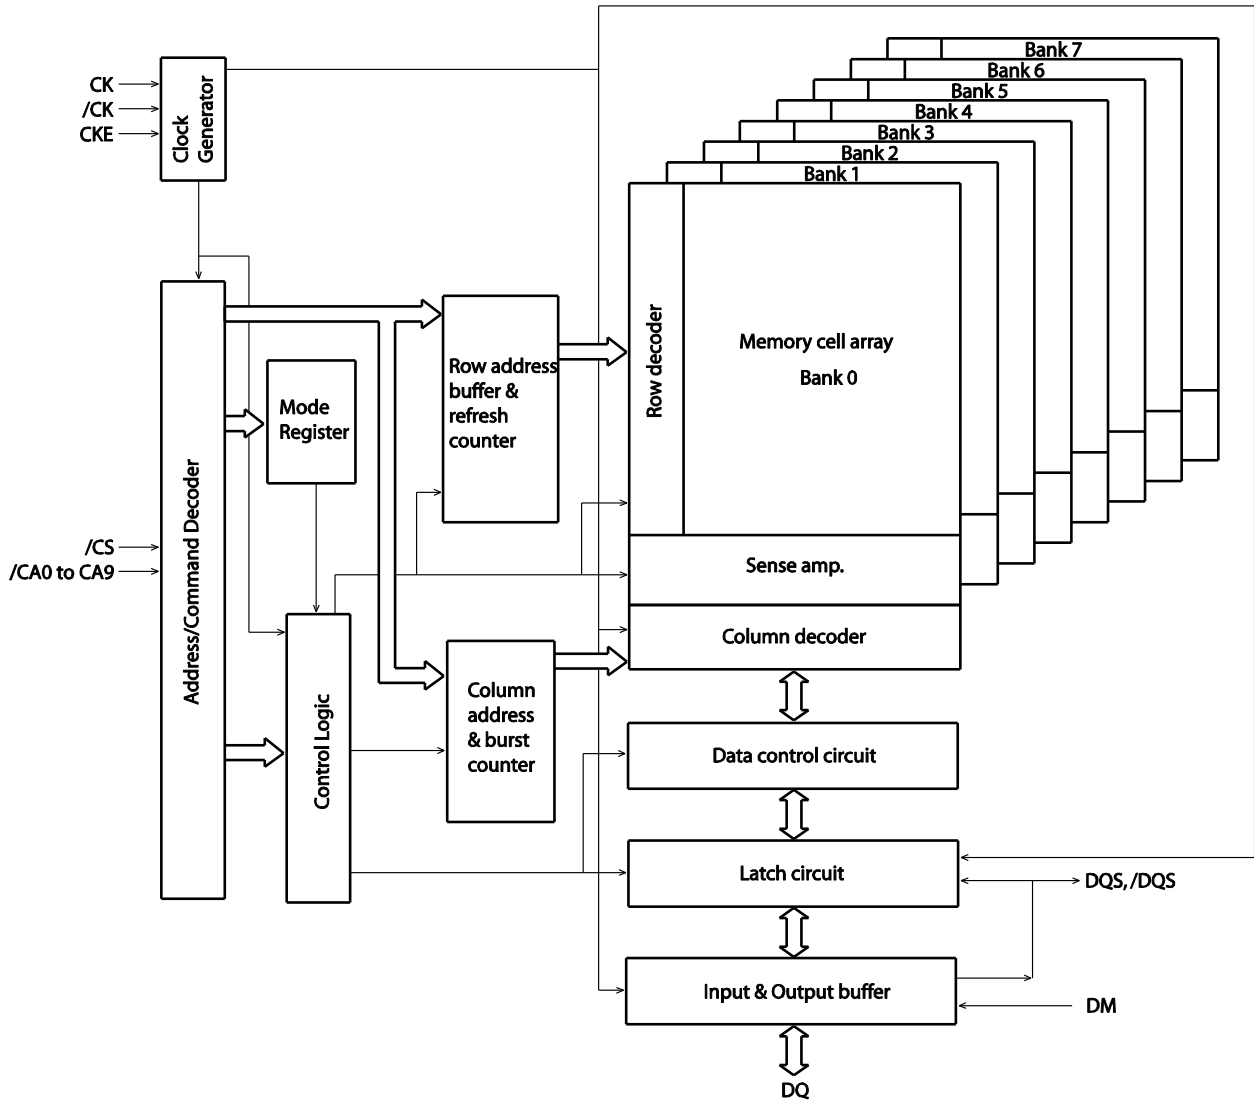 Bank 7
Bank 6
Bank 5
Bank 4
Bank 3
Bank 2
Bank 1
CK
/CK
CKE
Clock
Generator
Row decoder
Memory cell array
Bank 0
Row address
buffer &
refresh
counter
Mode
Register
Address/Command Decoder
/CS
/CA0 to CA9
Sense amp.
Column decoder
Control Logic
Column
address
& burst
counter
Data control circuit
Latch circuit
DQS, /DQS
Input & Output buffer
DM
DQ